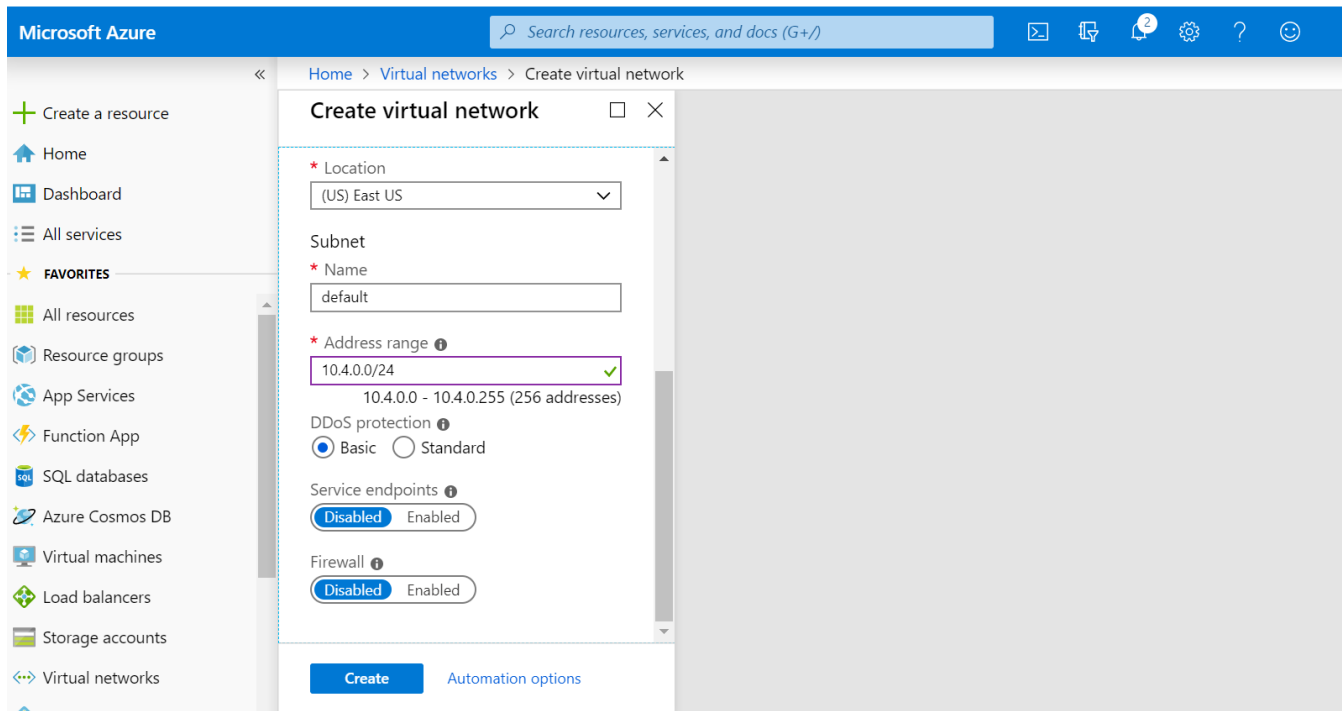 Microsoft Azure
Search resources, services, and docs (G+/)
2
Home > Virtual networks > Create virtual network
Create a resource
Home
Dashboard
All services
FAVORITES
All resources
Resource groups
App Services
Function App
SQL databases
Azure Cosmos DB
Virtual machines
Load balancers
Storage accounts
Virtual networks
Create virtual network
* Location
(US) East US
Subnet
* Name
default
* Address range
10.4.0.0/24
10.4.0.0 - 10.4.0.255 (256 addresses)
DDoS protection
Basic Standard
Service endpoints
Disabled Enabled
Firewall
Disabled Enabled
Create Automation options